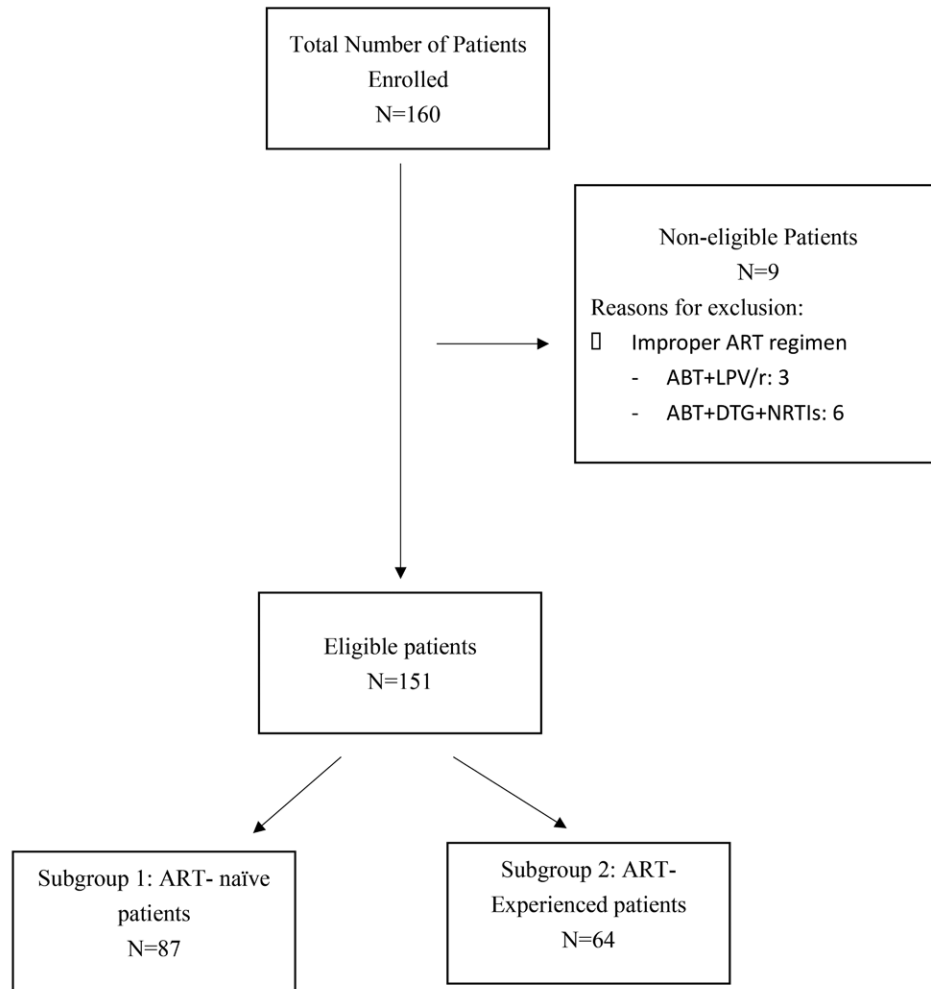 Total Number of Patients
Enrolled
N=160
Non-eligible Patients
N=9
Reasons for exclusion:
▯ Improper ART regimen
- ABT+LPV/r: 3
- ABT+DTG+NRTIs: 6
Eligible patients
N=151
Subgroup 1: ART- naïve
patients
N=87
Subgroup 2: ART-
Experienced patients
N=64